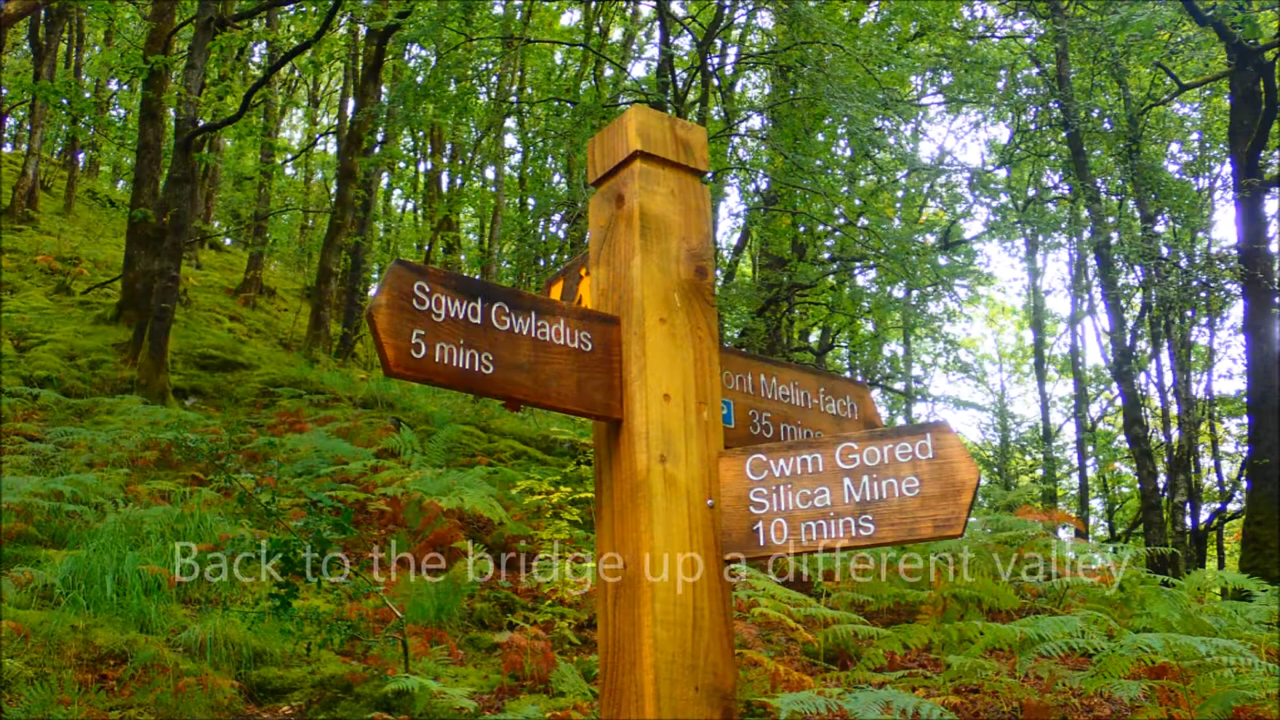 Sgwd Gwladus
5 mins
ont Melin-fach
P 35 mins
Cwm Gored
Silica Mine
10 mins
Back to the bridge up a different valley